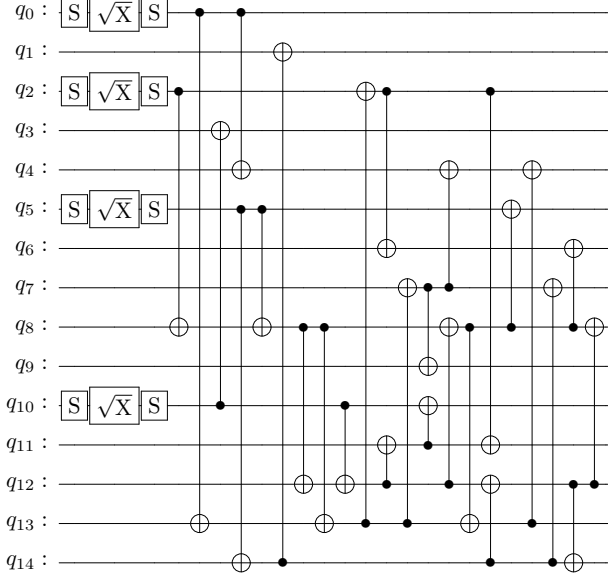 q₀ : S √X S
q₁ :
q₂ : S √X S
q₃ :
q₄ :
q₅ : S √X S
q₆ :
q₇ :
q₈ :
q₉ :
q₁₀ : S √X S
q₁₁ :
q₁₂ :
q₁₃ :
q₁₄ :